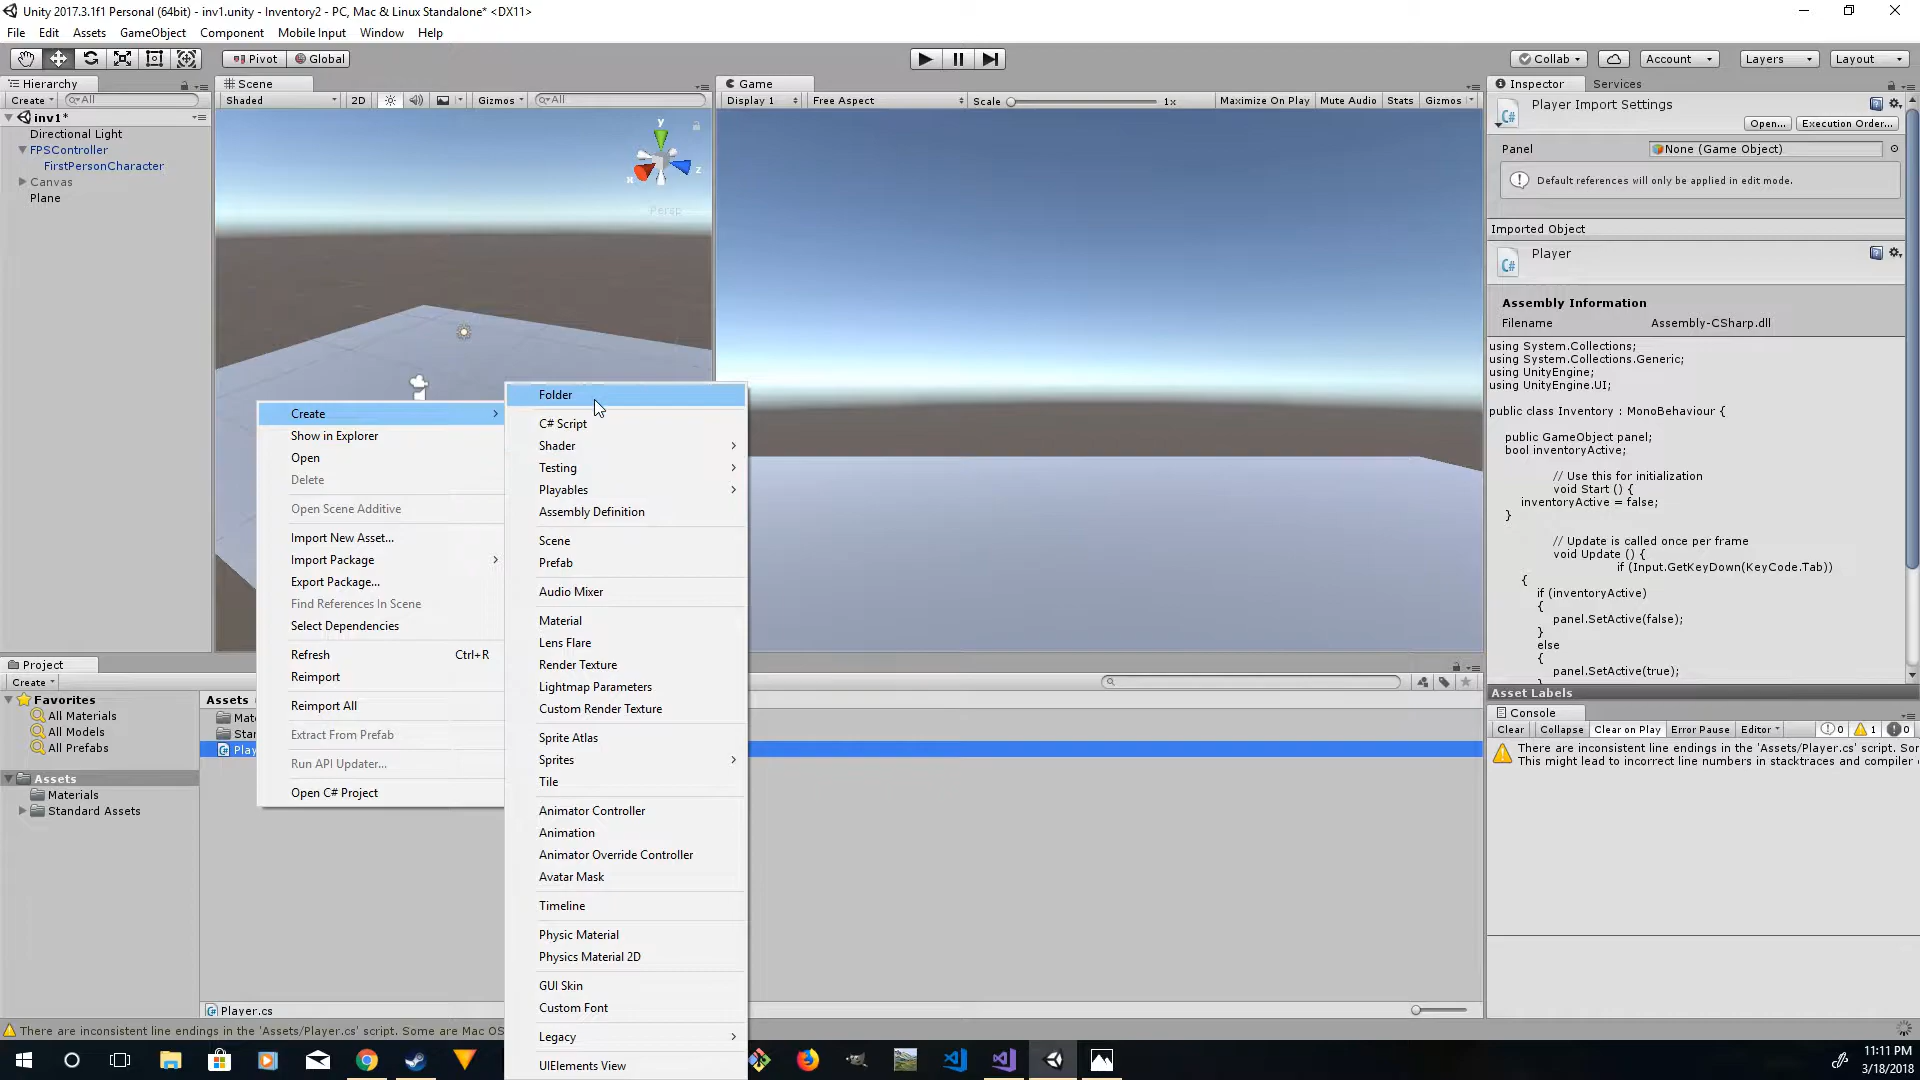 Unity 2017.3.1f1 Personal (64bit) - inv1.unity - Inventory2 - PC, Mac & Linux Standalone* <DX11>
File Edit Assets GameObject Component Mobile Input Window Help
Pivot Global Collab Account Layers Layout
Hierarchy
Create All
inv1*
Directional Light
FPSController
FirstPersonCharacter
Canvas
Plane
Scene
Shaded 2D Gizmos All
y
x
z
Persp
Game
Display 1 Free Aspect Scale 1x Maximize On Play Mute Audio Stats Gizmos
Inspector Services
Player Import Settings
Open... Execution Order...
Panel None (Game Object)
Default references will only be applied in edit mode.
Imported Object
Player
Assembly Information
Filename Assembly-CSharp.dll
using System.Collections;
using System.Collections.Generic;
using UnityEngine;
using UnityEngine.UI;
public class Inventory : MonoBehaviour {
public GameObject panel;
bool inventoryActive;
// Use this for initialization
void Start () {
inventoryActive = false;
}
// Update is called once per frame
void Update () {
if (Input.GetKeyDown(KeyCode.Tab))
{
if (inventoryActive)
{
panel.SetActive(false);
}
else
{
panel.SetActive(true);
Asset Labels
Console
Clear Collapse Clear on Play Error Pause Editor 0 1 0
There are inconsistent line endings in the 'Assets/Player.cs' script. So
This might lead to incorrect line numbers in stacktraces and compiler
Create
Show in Explorer
Open
Delete
Open Scene Additive
Import New Asset...
Import Package
Export Package...
Find References In Scene
Select Dependencies
Refresh Ctrl+R
Reimport
Reimport All
Extract From Prefab
Run API Updater...
Open C# Project
Folder
C# Script
Shader
Testing
Playables
Assembly Definition
Scene
Prefab
Audio Mixer
Material
Lens Flare
Render Texture
Lightmap Parameters
Custom Render Texture
Sprite Atlas
Sprites
Tile
Animator Controller
Animation
Animator Override Controller
Avatar Mask
Timeline
Physic Material
Physics Material 2D
GUI Skin
Custom Font
Legacy
UIElements View
Project
Create
Favorites
All Materials
All Models
All Prefabs
Assets
Materials
Standard Assets
Assets
Mat
Star
Play
Player.cs
There are inconsistent line endings in the 'Assets/Player.cs' script. Some are Mac OS
11:11 PM
3/18/2018